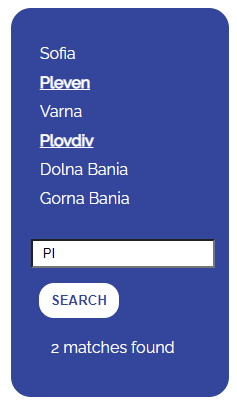 Sofia
Pleven
Varna
Plovdiv
Dolna Bania
Gorna Bania
Pl
SEARCH
2 matches found